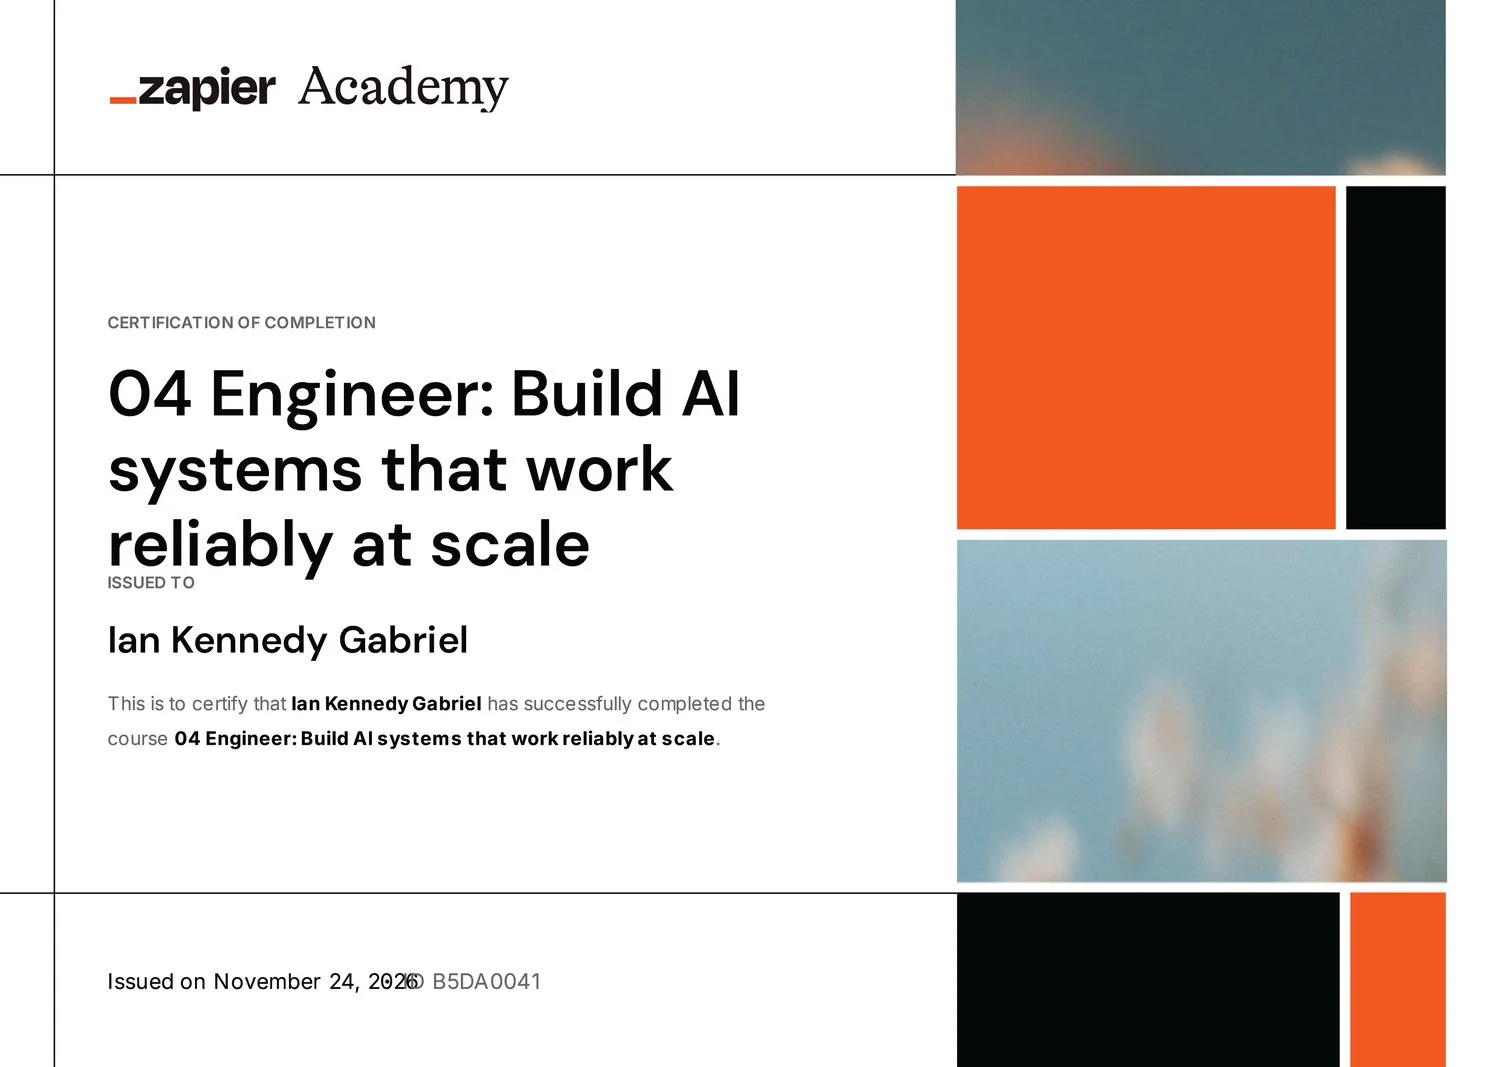 zapier Academy
CERTIFICATION OF COMPLETION
04 Engineer: Build AI
systems that work
reliably at scale
ISSUED TO
Ian Kennedy Gabriel
This is to certify that Ian Kennedy Gabriel has successfully completed the
course 04 Engineer: Build AI systems that work reliably at scale.
Issued on November 24, 2026 · ID B5DA0041